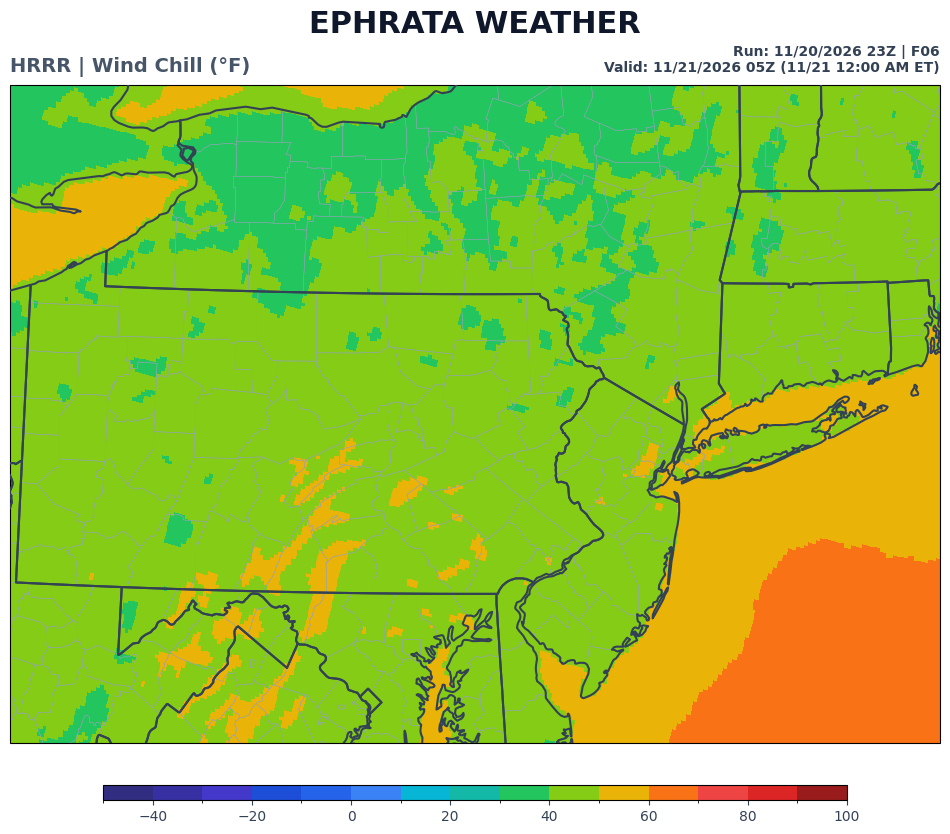 EPHRATA WEATHER
Run: 11/20/2026 23Z | F06
HRRR | Wind Chill (°F)
Valid: 11/21/2026 05Z (11/21 12:00 AM ET)
−40 −20 0 20 40 60 80 100